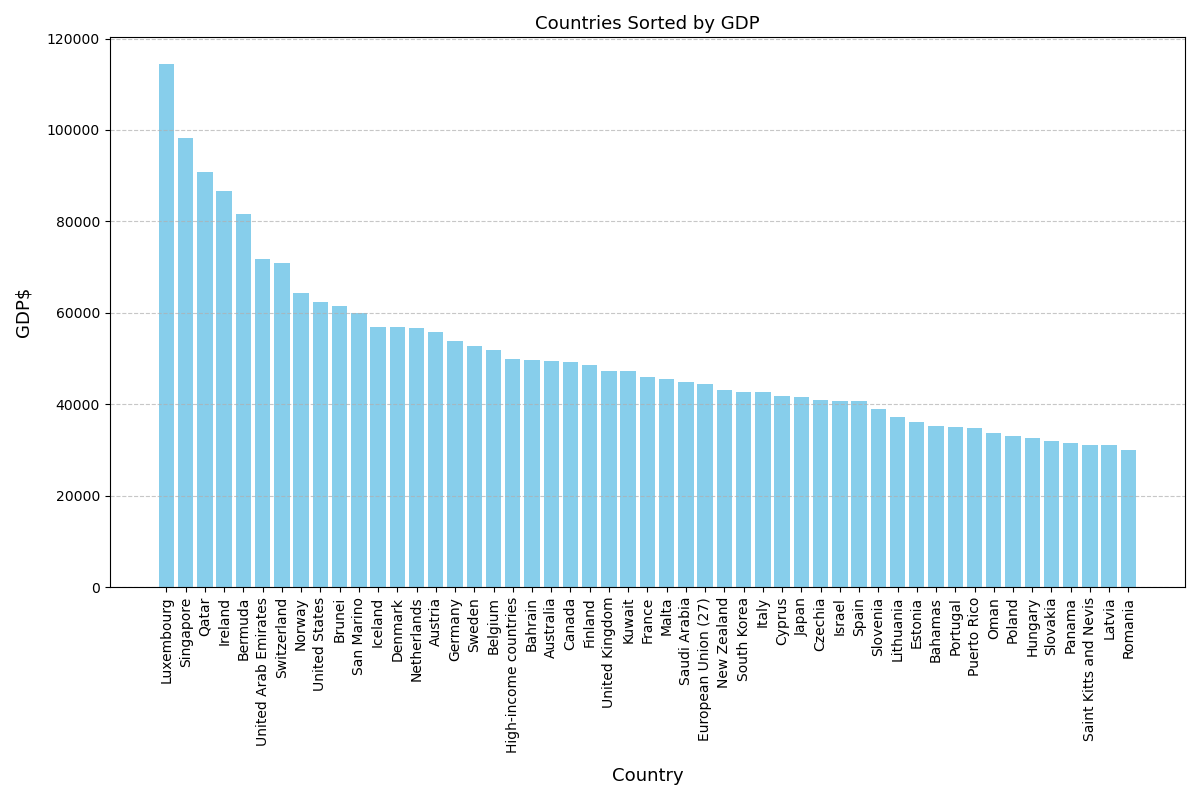 Countries Sorted by GDP
120000
100000
80000
60000
40000
20000
0
GDP$
Luxembourg
Singapore
Qatar
Ireland
Bermuda
United Arab Emirates
Switzerland
Norway
United States
Brunei
San Marino
Iceland
Denmark
Netherlands
Austria
Germany
Sweden
Belgium
High-income countries
Bahrain
Australia
Canada
Finland
United Kingdom
Kuwait
France
Malta
Saudi Arabia
European Union (27)
New Zealand
South Korea
Italy
Cyprus
Japan
Czechia
Israel
Spain
Slovenia
Lithuania
Estonia
Bahamas
Portugal
Puerto Rico
Oman
Poland
Hungary
Slovakia
Panama
Saint Kitts and Nevis
Latvia
Romania
Country